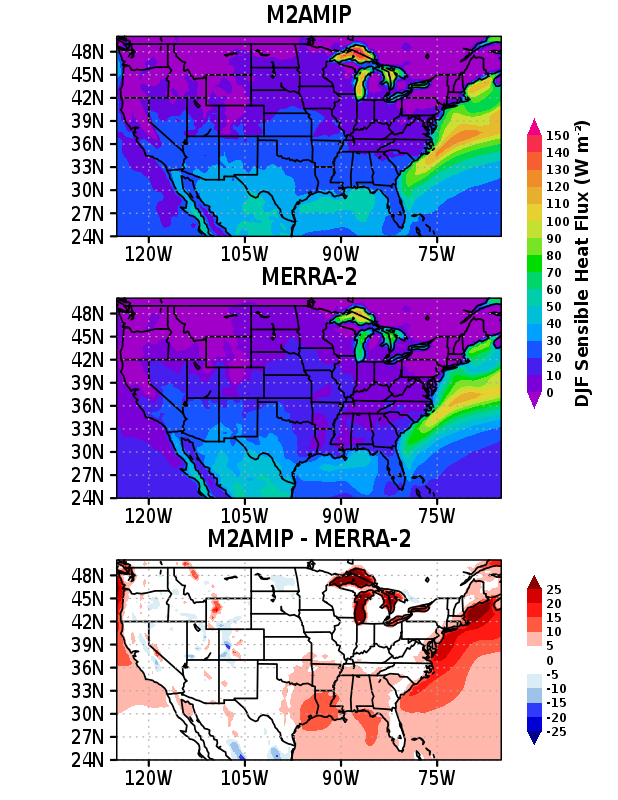 M2AMIP
48N
45N
42N
39N
36N
33N
30N
27N
24N
120W 105W 90W 75W
MERRA-2
48N
45N
42N
39N
36N
33N
30N
27N
24N
120W 105W 90W 75W
150
140
130
120
110
100
90
80
70
60
50
40
30
20
10
0
DJF Sensible Heat Flux (W m⁻²)
M2AMIP - MERRA-2
48N
45N
42N
39N
36N
33N
30N
27N
24N
120W 105W 90W 75W
25
20
15
10
5
0
-5
-10
-15
-20
-25